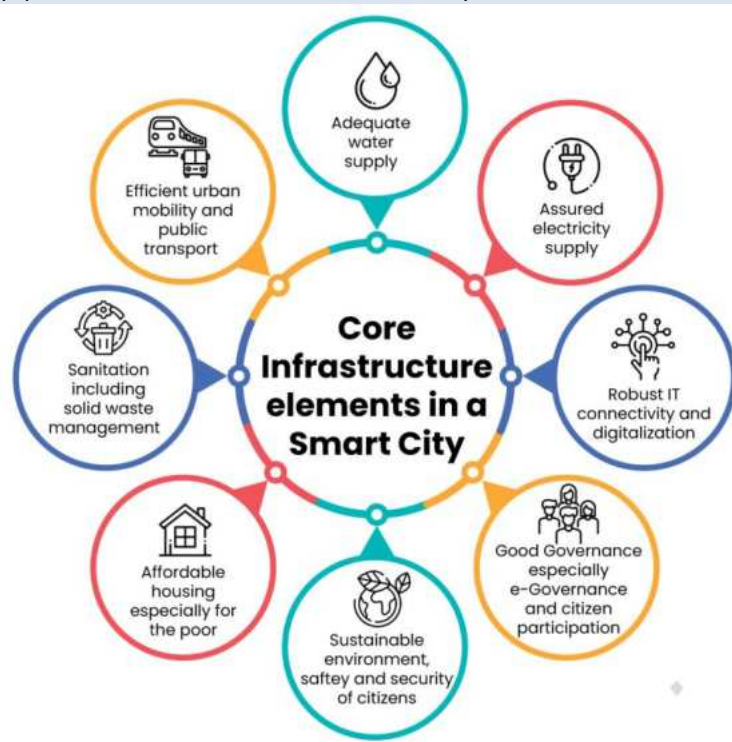 Core
Infrastructure
elements in a
Smart City
Adequate
water
supply
Assured
electricity
supply
Robust IT
connectivity and
digitalization
Good Governance
especially
e-Governance
and citizen
participation
Sustainable
environment,
saftey and security
of citizens
Affordable
housing
especially for
the poor
Sanitation
including
solid waste
management
Efficient urban
mobility and
public
transport